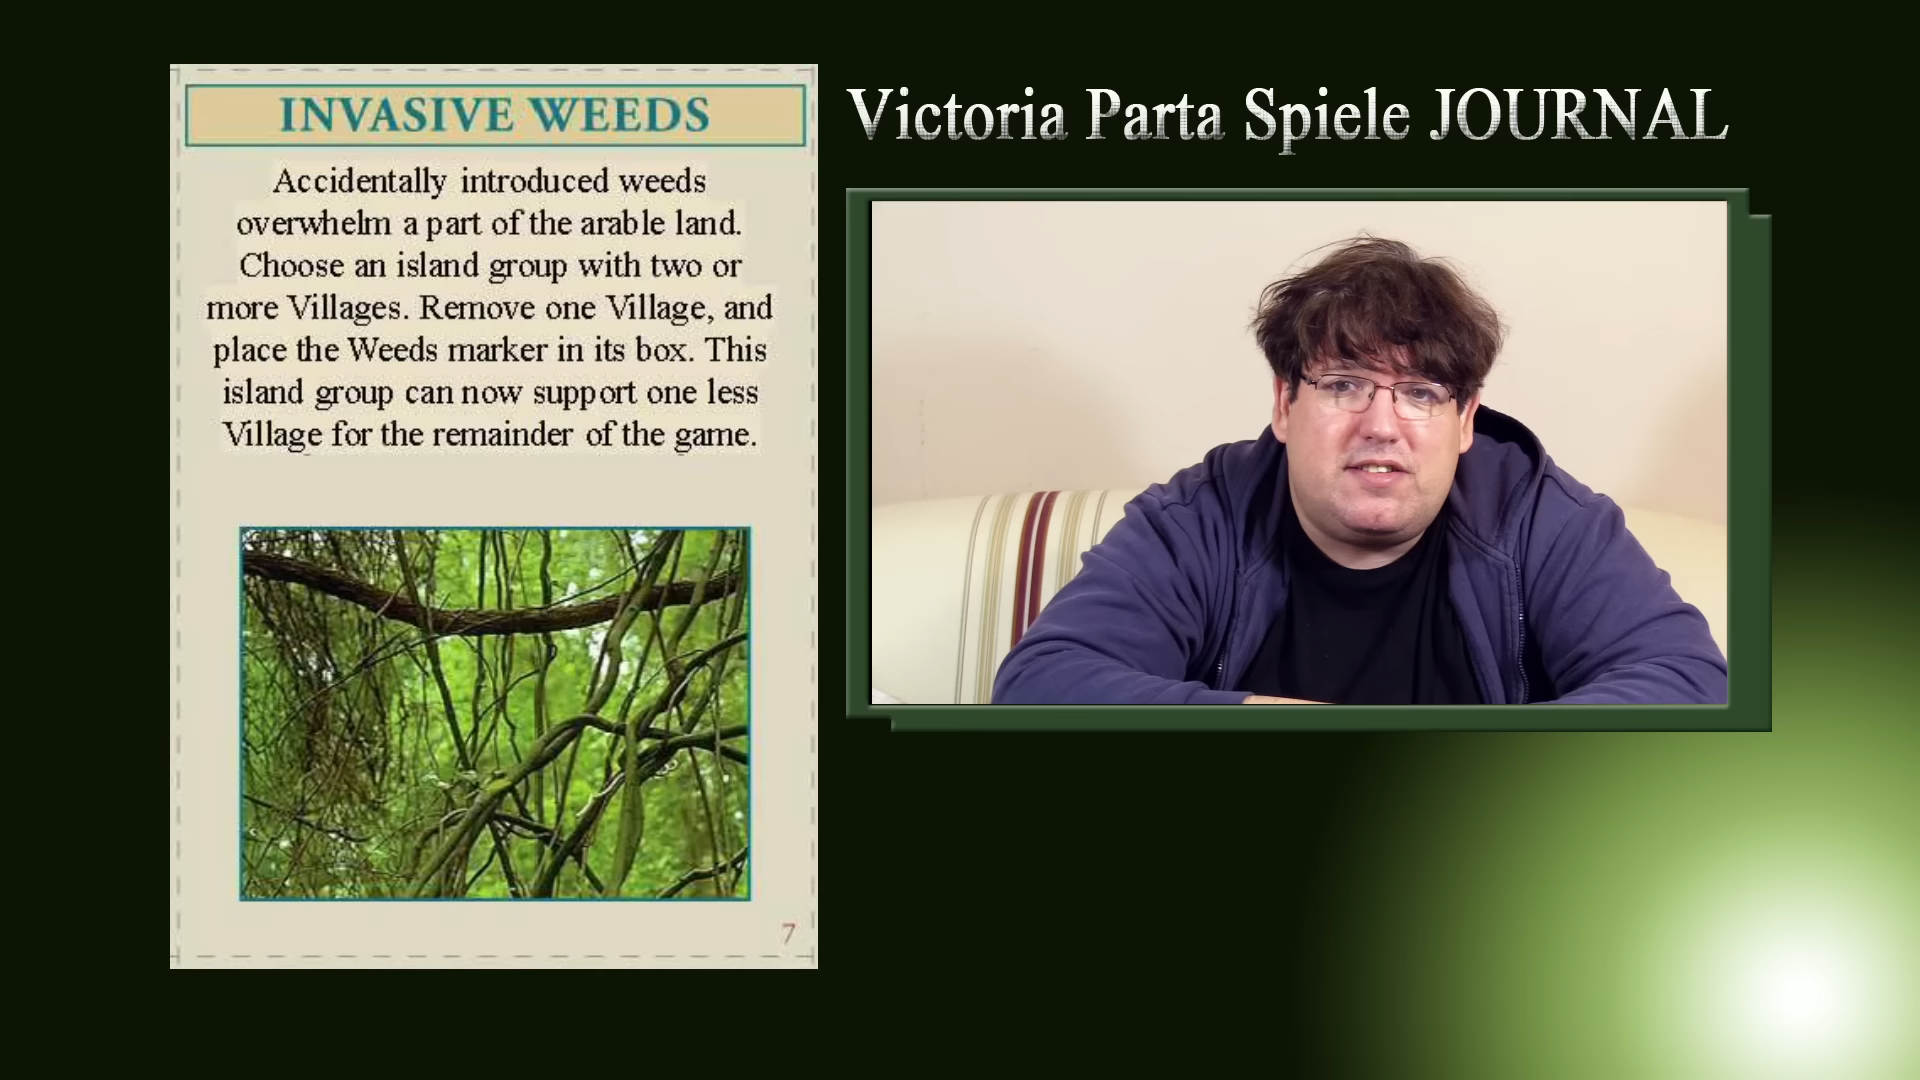 INVASIVE WEEDS
Accidentally introduced weeds
overwhelm a part of the arable land.
Choose an island group with two or
more Villages. Remove one Village, and
place the Weeds marker in its box. This
island group can now support one less
Village for the remainder of the game.
7
Victoria Parta Spiele JOURNAL